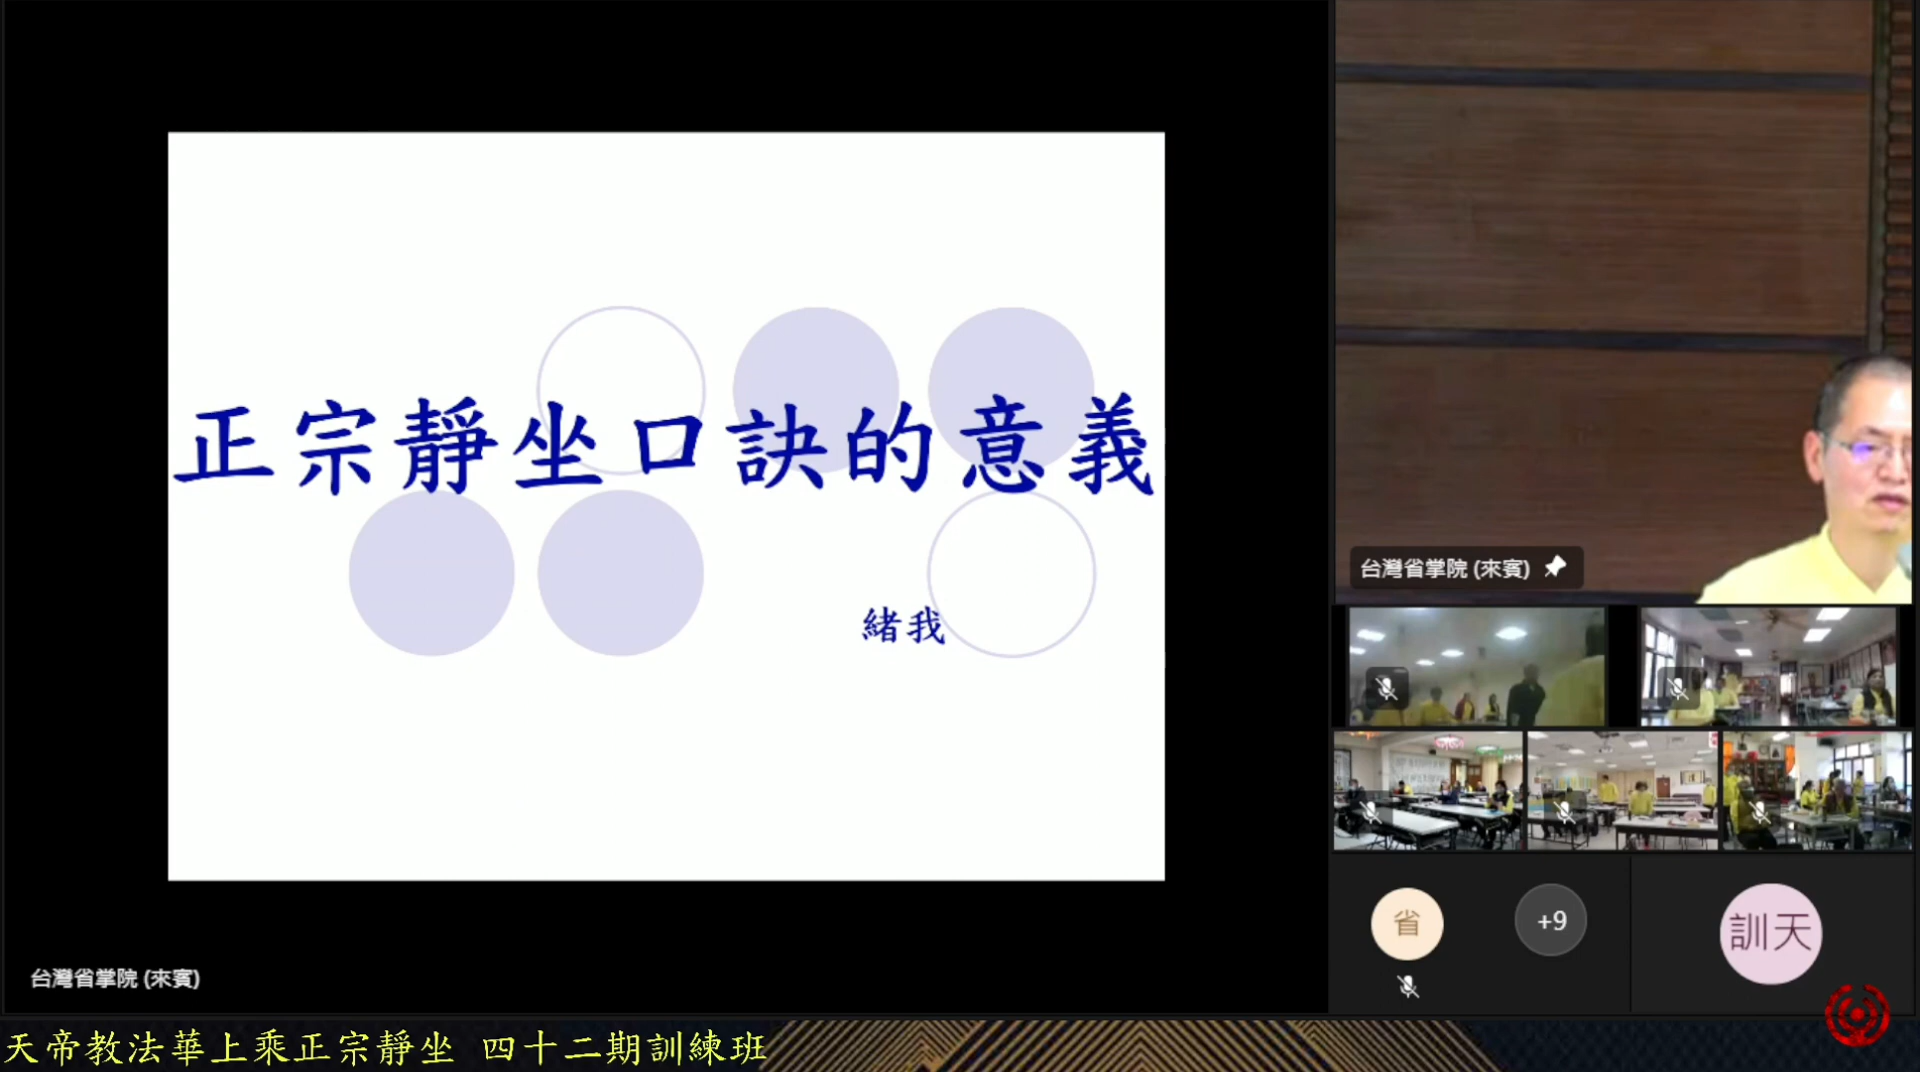 正宗靜坐口訣的意義
緒我
台灣省掌院 (來賓)
台灣省掌院 (來賓)
省
+9
訓天
天帝教法華上乘正宗靜坐 四十二期訓練班